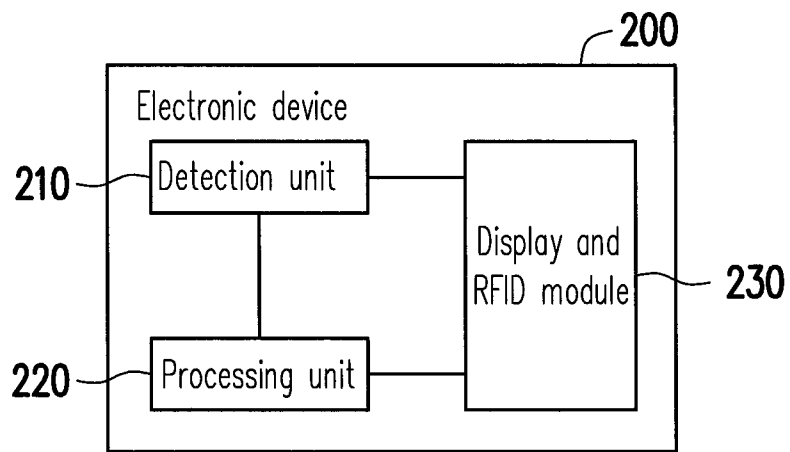 200
Electronic device
210
Detection unit
Display and
RFID module
230
220
Processing unit